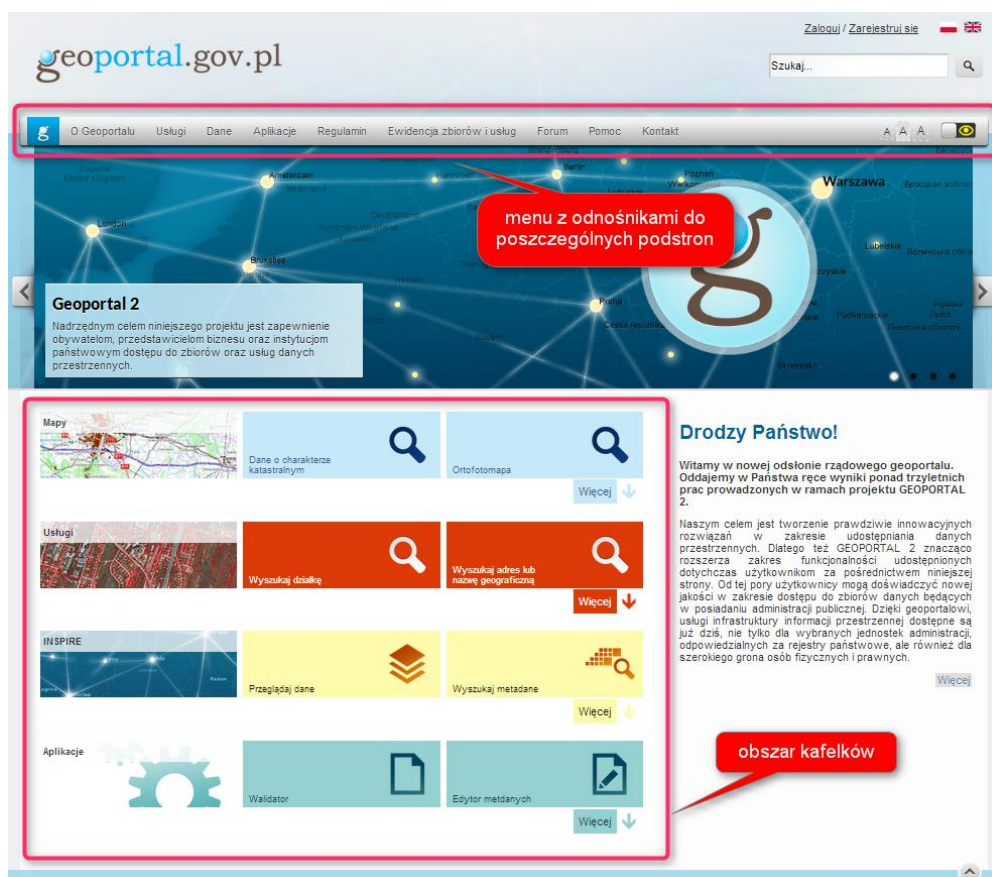 Zaloguj / Zarejestruj się
geoportal.gov.pl
Szukaj...
g O Geoportalu Usługi Dane Aplikacje Regulamin Ewidencja zbiorów i usług Forum Pomoc Kontakt A A A
menu z odnośnikami do
poszczególnych podstron
Berlin
Amsterdam
Poznań
Warszawa
London
Lubelskie
Bruxelles
Praha
Česká republika
Podkarpackie
Slovensko
g
Geoportal 2
Nadrzędnym celem niniejszego projektu jest zapewnienie
obywatelom, przedstawicielom biznesu oraz instytucjom
państwowym dostępu do zbiorów oraz usług danych
przestrzennych.
Mapy
Dane o charakterze
katastralnym
Ortofotomapa
Więcej
Usługi
Wyszukaj działkę
Wyszukaj adres lub
nazwę geograficzną
Więcej
INSPIRE
Przeglądaj dane
Wyszukaj metadane
Więcej
Aplikacje
Walidator
Edytor metdanych
Więcej
Drodzy Państwo!
Witamy w nowej odsłonie rządowego geoportalu.
Oddajemy w Państwa ręce wyniki ponad trzyletnich
prac prowadzonych w ramach projektu GEOPORTAL
2.
Naszym celem jest tworzenie prawdziwie innowacyjnych
rozwiązań w zakresie udostępniania danych
przestrzennych. Dlatego też GEOPORTAL 2 znacząco
rozszerza zakres funkcjonalności udostępnionych
dotychczas użytkownikom za pośrednictwem niniejszej
strony. Od tej pory użytkownicy mogą doświadczyć nowej
jakości w zakresie dostępu do zbiorów danych będących
w posiadaniu administracji publicznej. Dzięki geoportalowi,
usługi infrastruktury informacji przestrzennej dostępne są
już dziś, nie tylko dla wybranych jednostek administracji,
odpowiedzialnych za rejestry państwowe, ale również dla
szerokiego grona osób fizycznych i prawnych.
Więcej
obszar kafelków